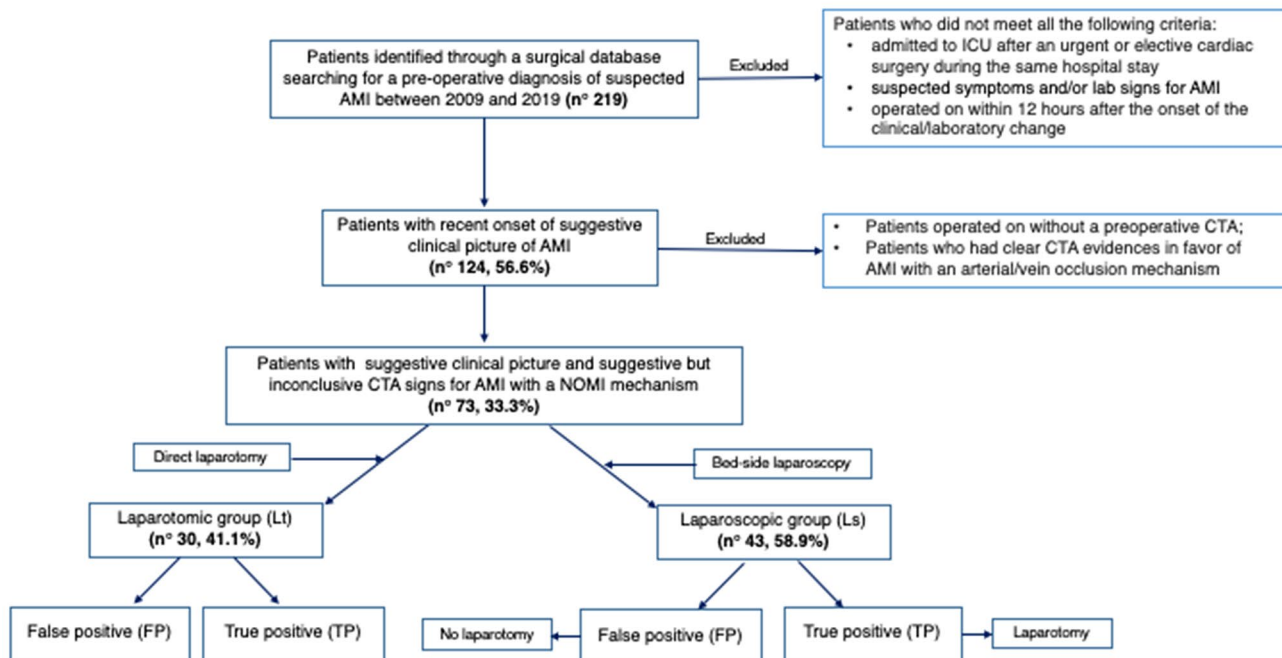 Patients identified through a surgical database
searching for a pre-operative diagnosis of suspected
AMI between 2009 and 2019 (n° 219)
Excluded
Patients who did not meet all the following criteria:
• admitted to ICU after an urgent or elective cardiac
surgery during the same hospital stay
• suspected symptoms and/or lab signs for AMI
• operated on within 12 hours after the onset of the
clinical/laboratory change
Patients with recent onset of suggestive
clinical picture of AMI
(n° 124, 56.6%)
Excluded
• Patients operated on without a preoperative CTA;
• Patients who had clear CTA evidences in favor of
AMI with an arterial/vein occlusion mechanism
Patients with suggestive clinical picture and suggestive but
inconclusive CTA signs for AMI with a NOMI mechanism
(n° 73, 33.3%)
Direct laparotomy
Bed-side laparoscopy
Laparotomic group (Lt)
(n° 30, 41.1%)
Laparoscopic group (Ls)
(n° 43, 58.9%)
False positive (FP)
True positive (TP)
No laparotomy
False positive (FP)
True positive (TP)
Laparotomy